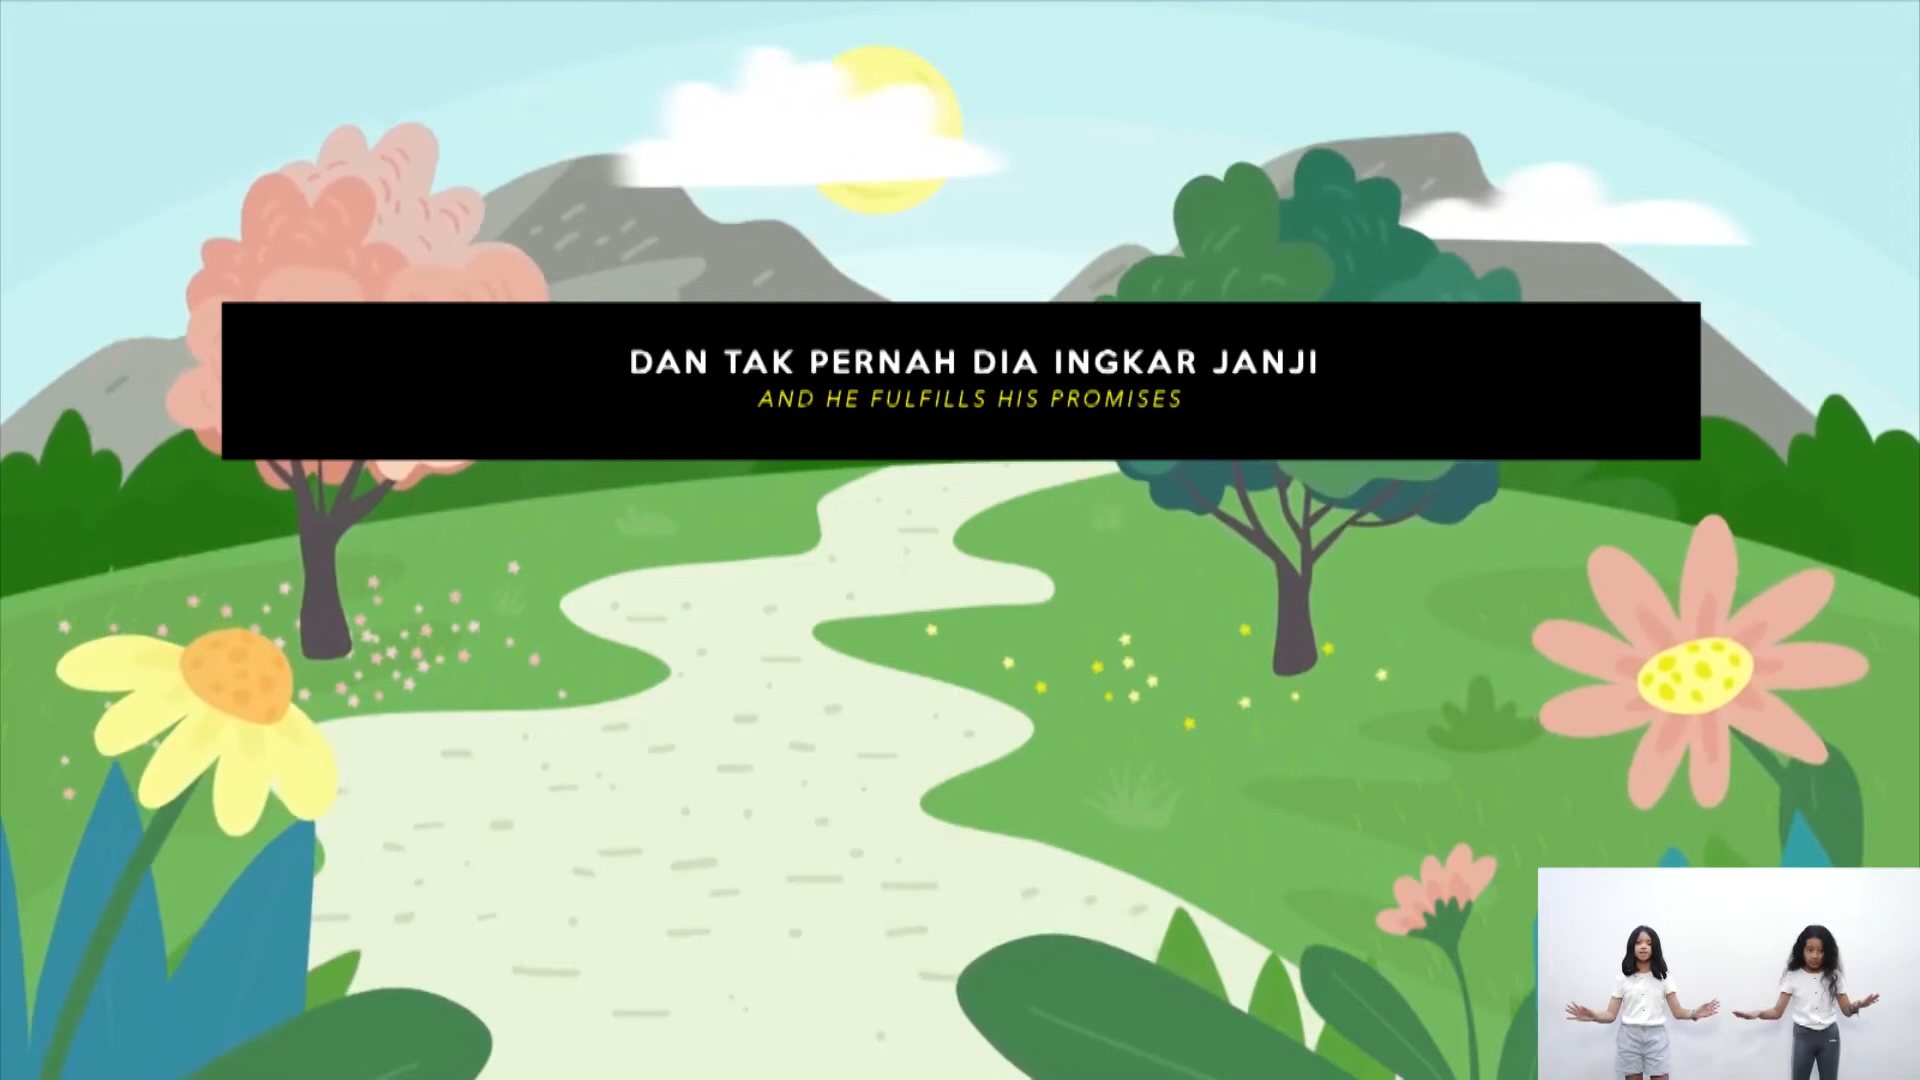 DAN TAK PERNAH DIA INGKAR JANJI
AND HE FULFILLS HIS PROMISES